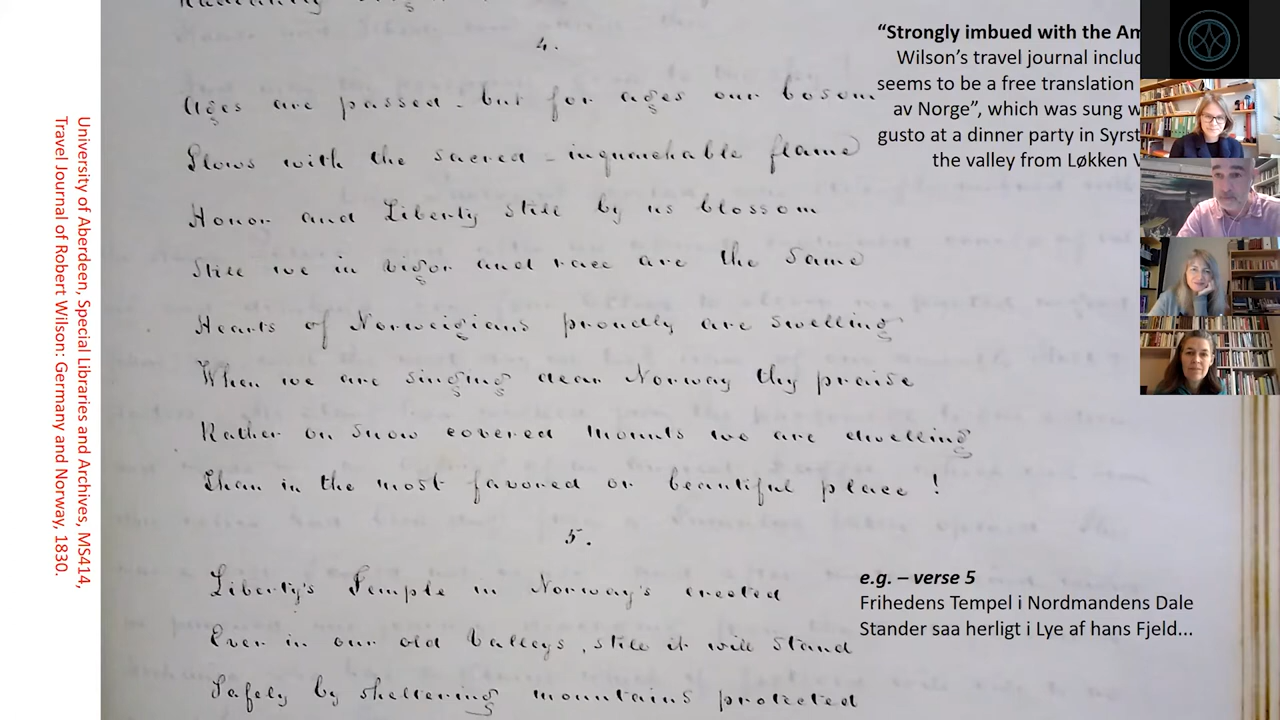 4.
Ages are passed - but for ages our bosom
Glows with the sacred - inquenchable flame
Honor and Liberty still by us blossom
Still we in vigor and race are the same
Hearts of Norweigians proudly are swelling
When we are singing dear Norway thy praise
Rather on snow covered mounts we are dwelling
Than in the most favored or beautiful place !
5.
Liberty's Temple in Norway's erected
Ever in our old valleys, still it will stand
Safely by sheltering mountains protected
"Strongly imbued with the Am
Wilson's travel journal includ
seems to be a free translation
av Norge", which was sung w
gusto at a dinner party in Syrst
the valley from Løkken V
e.g. – verse 5
Frihedens Tempel i Nordmandens Dale
Stander saa herligt i Lye af hans Fjeld...
University of Aberdeen, Special Libraries and Archives, MS414,
Travel Journal of Robert Wilson: Germany and Norway, 1830.